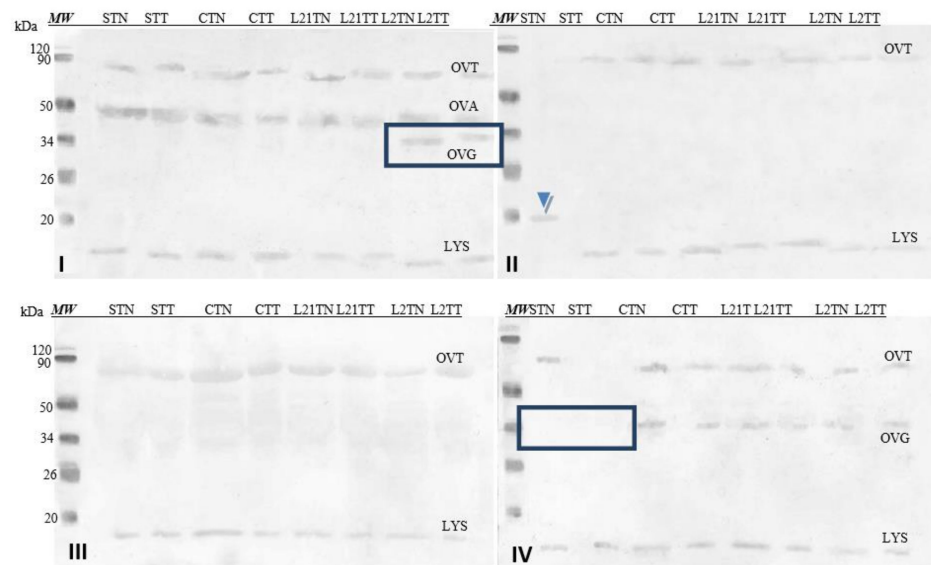 MW STN STT CTN CTT L21TN L21TT L2TN L2TT
kDa
120
90
50
34
26
20
OVT
OVA
OVG
LYS
I
MW STN STT CTN CTT L21TN L21TT L2TN L2TT
OVT
LYS
II
kDa MW STN STT CTN CTT L21TN L21TT L2TN L2TT
120
90
50
34
26
20
OVT
LYS
III
MW STN STT CTN CTT L21T L21TT L2TN L2TT
OVT
OVG
LYS
IV